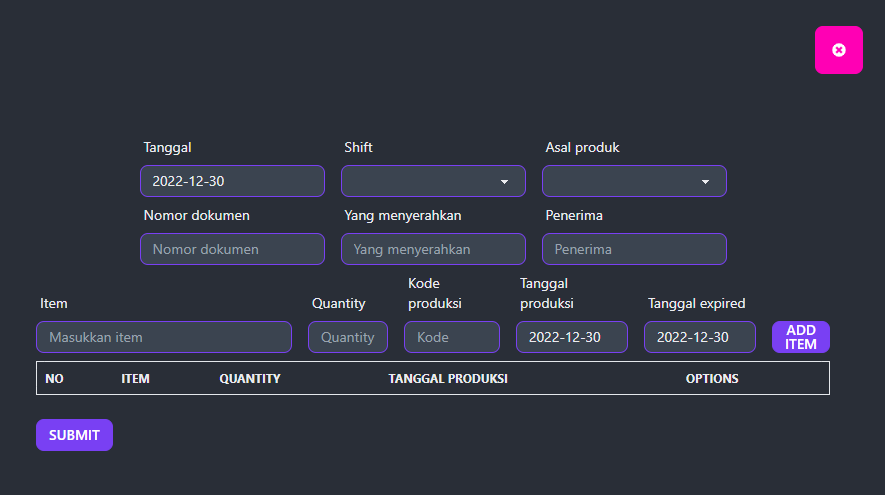 Tanggal Shift Asal produk
2022-12-30
Nomor dokumen Yang menyerahkan Penerima
Nomor dokumen Yang menyerahkan Penerima
Item Quantity Kode produksi Tanggal produksi Tanggal expired
Masukkan item Quantity Kode 2022-12-30 2022-12-30 ADD ITEM
NO ITEM QUANTITY TANGGAL PRODUKSI OPTIONS
SUBMIT